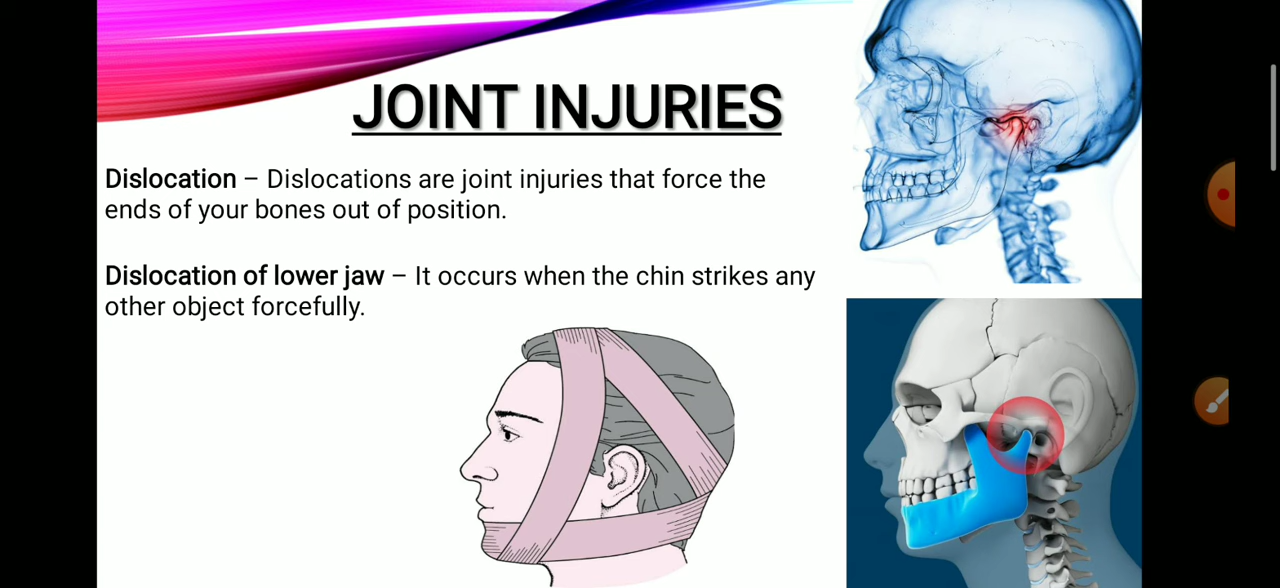 JOINT INJURIES
Dislocation – Dislocations are joint injuries that force the
ends of your bones out of position.
Dislocation of lower jaw – It occurs when the chin strikes any
other object forcefully.